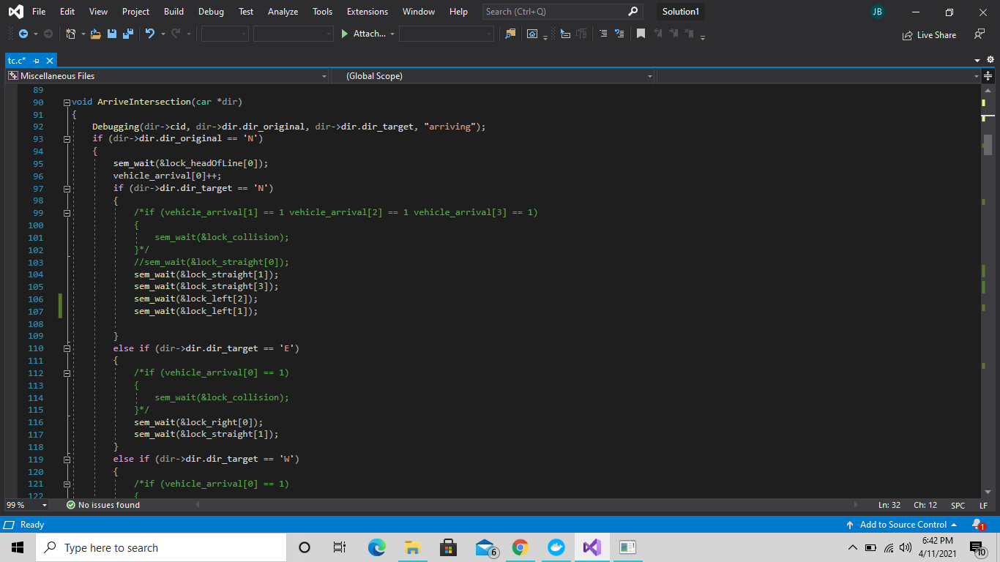 File Edit View Project Build Debug Test Analyze Tools Extensions Window Help Search (Ctrl+Q) Solution1 JB
Attach... Live Share
tc.c*
Miscellaneous Files (Global Scope)
89
90 void ArriveIntersection(car *dir)
91 {
92 Debugging(dir->cid, dir->dir.dir_original, dir->dir.dir_target, "arriving");
93 if (dir->dir.dir_original == 'N')
94 {
95 sem_wait(&lock_headOfLine[0]);
96 vehicle_arrival[0]++;
97 if (dir->dir.dir_target == 'N')
98 {
99 /*if (vehicle_arrival[1] == 1 vehicle_arrival[2] == 1 vehicle_arrival[3] == 1)
100 {
101 sem_wait(&lock_collision);
102 }*/
103 //sem_wait(&lock_straight[0]);
104 sem_wait(&lock_straight[1]);
105 sem_wait(&lock_straight[3]);
106 sem_wait(&lock_left[2]);
107 sem_wait(&lock_left[1]);
108
109 }
110 else if (dir->dir.dir_target == 'E')
111 {
112 /*if (vehicle_arrival[0] == 1)
113 {
114 sem_wait(&lock_collision);
115 }*/
116 sem_wait(&lock_right[0]);
117 sem_wait(&lock_straight[1]);
118 }
119 else if (dir->dir.dir_target == 'W')
120 {
121 /*if (vehicle_arrival[0] == 1)
122 {
99 % No issues found Ln: 32 Ch: 12 SPC LF
Ready Add to Source Control 1
Type here to search 6 6:42 PM
4/11/2021 10